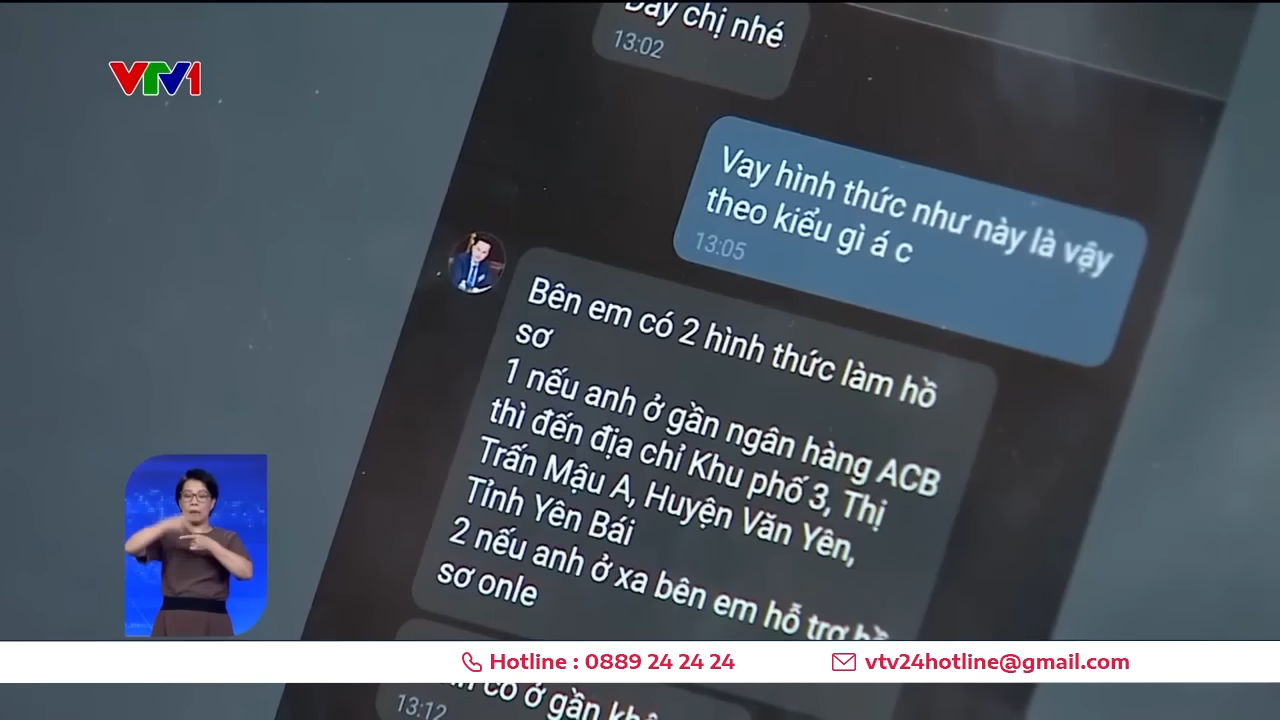 VTV1
Đây chị nhé
13:02
Vay hình thức như này là vậy
theo kiểu gì á c
13:05
Bên em có 2 hình thức làm hồ
sơ
1 nếu anh ở gần ngân hàng ACB
thì đến địa chỉ Khu phố 3, Thị
Trấn Mậu A, Huyện Văn Yên,
Tỉnh Yên Bái
2 nếu anh ở xa bên em hỗ trợ hồ
sơ onle
có ở gần
13:12
Hotline : 0889 24 24 24
vtv24hotline@gmail.com